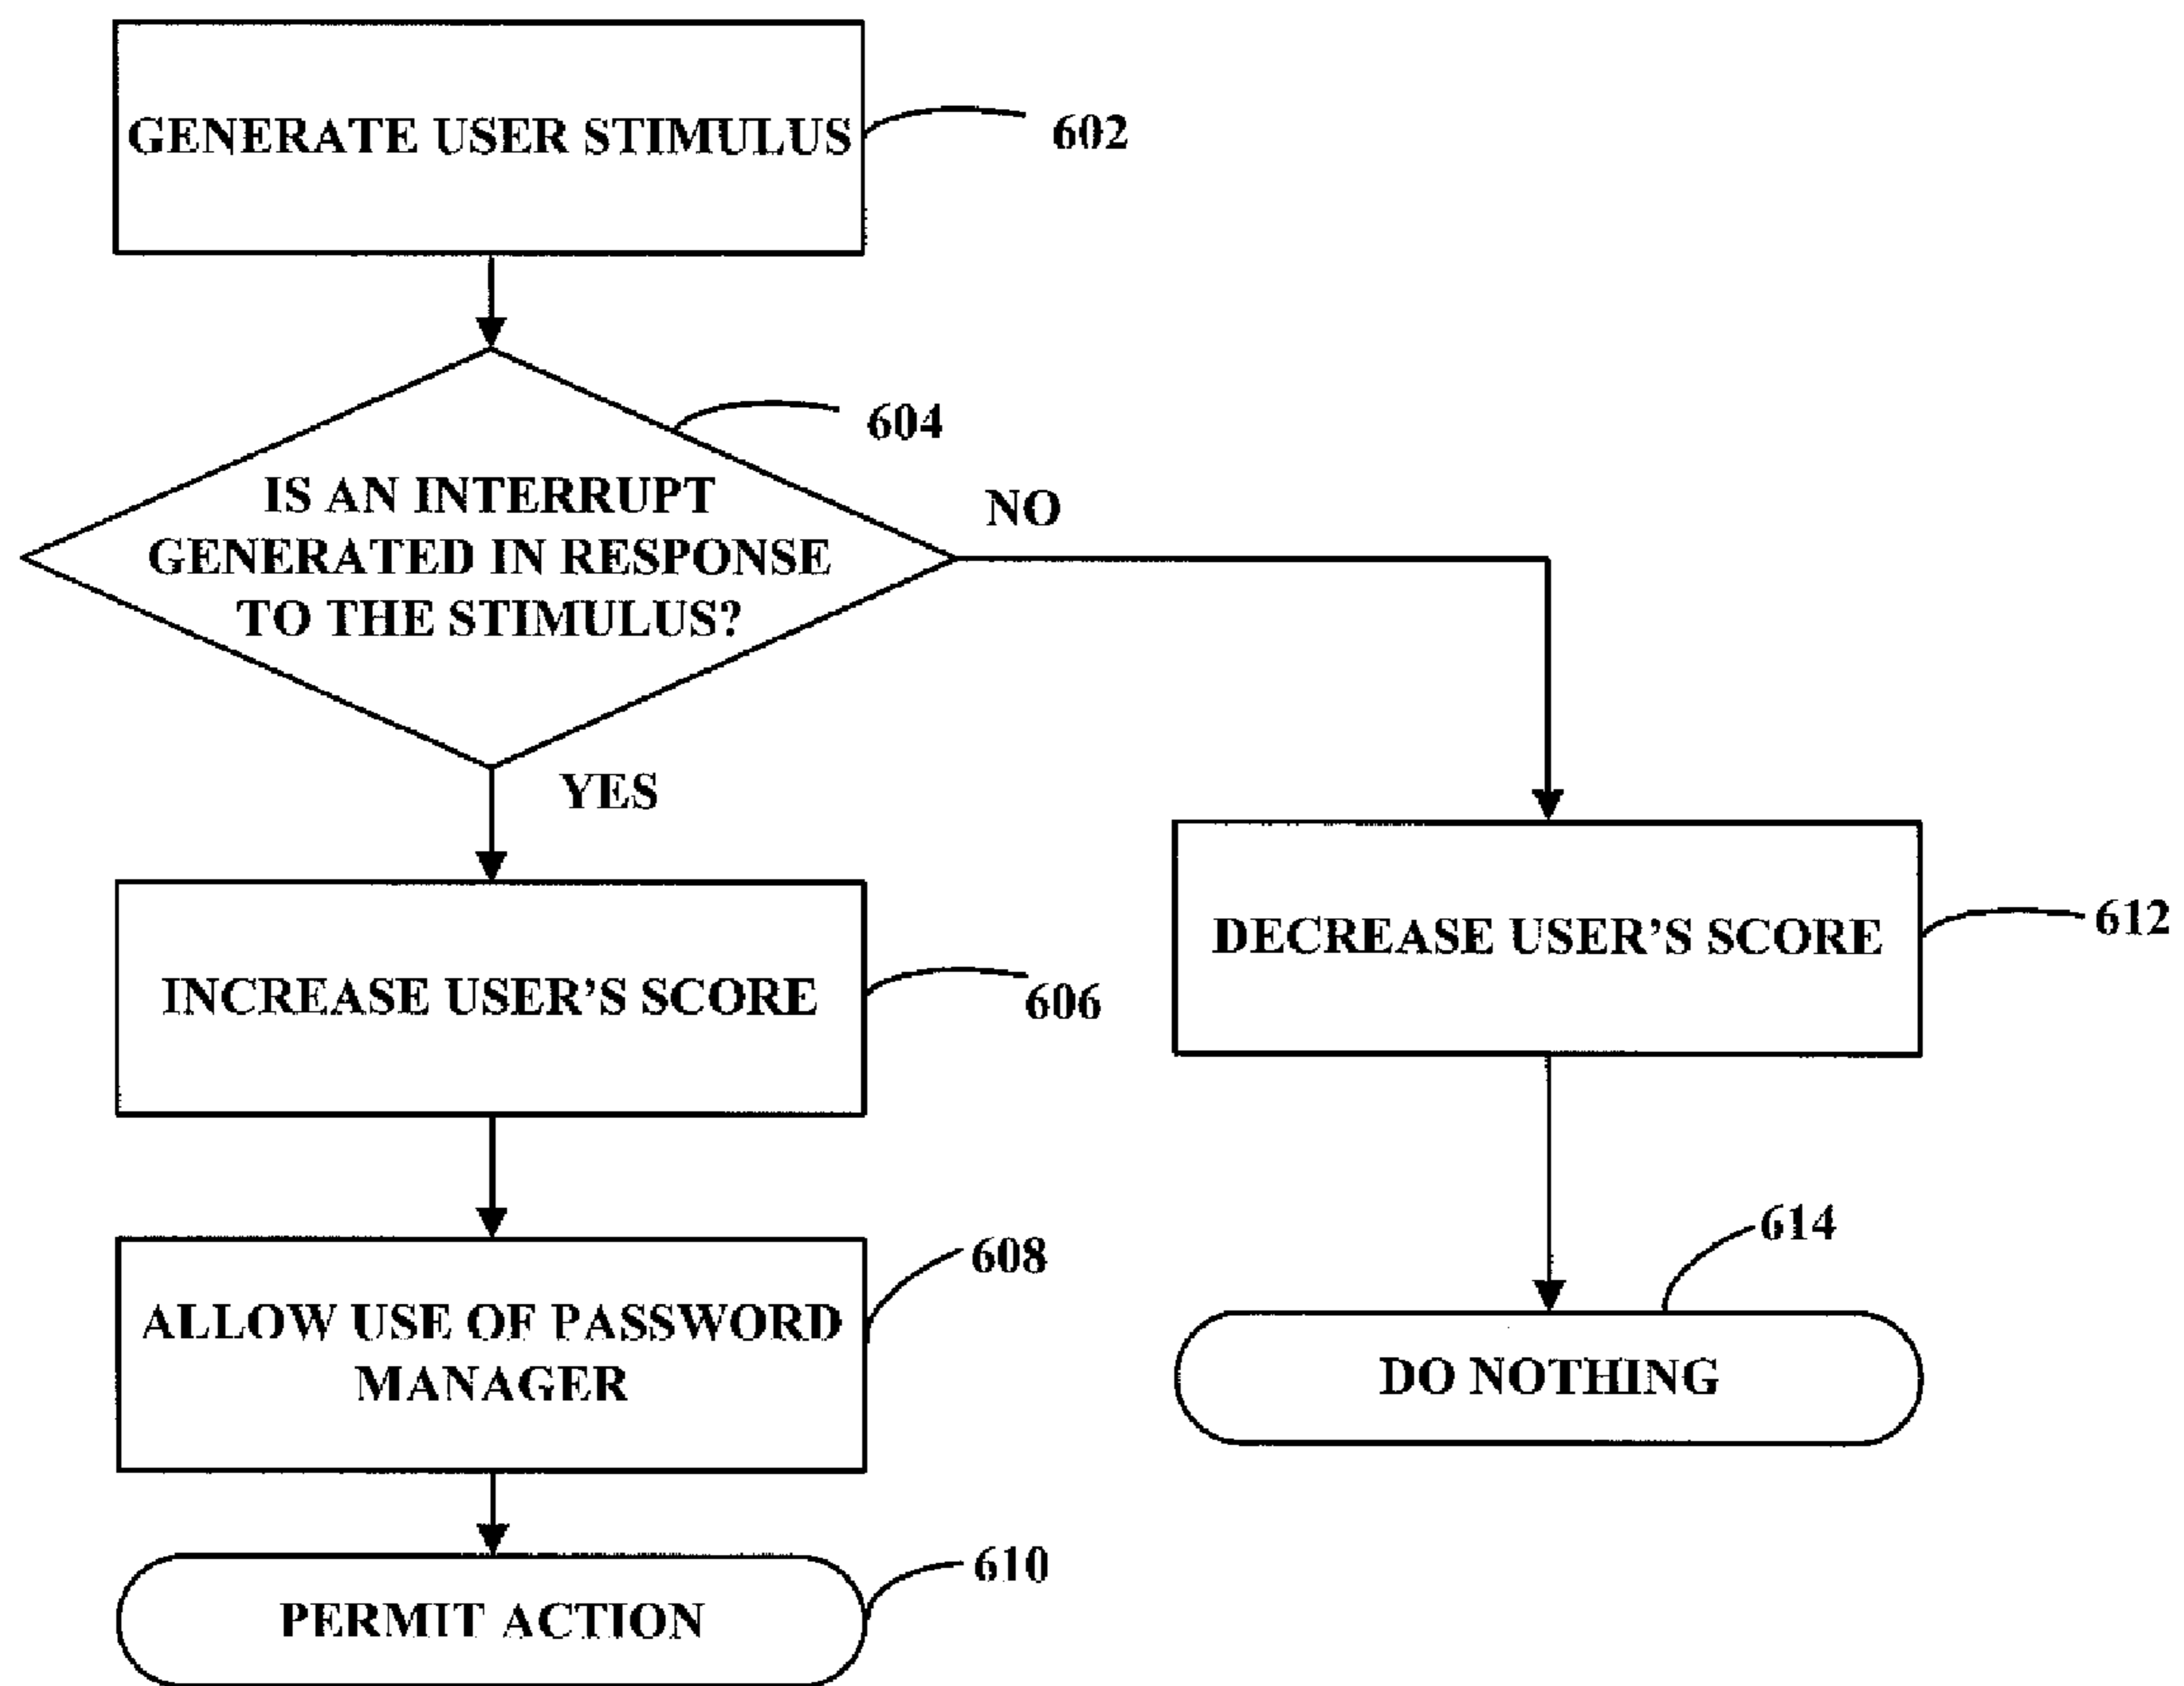 GENERATE USER STIMULUS
602
604
IS AN INTERRUPT
GENERATED IN RESPONSE
TO THE STIMULUS?
NO
YES
INCREASE USER'S SCORE
606
DECREASE USER'S SCORE
612
ALLOW USE OF PASSWORD
MANAGER
608
614
DO NOTHING
PERMIT ACTION
610